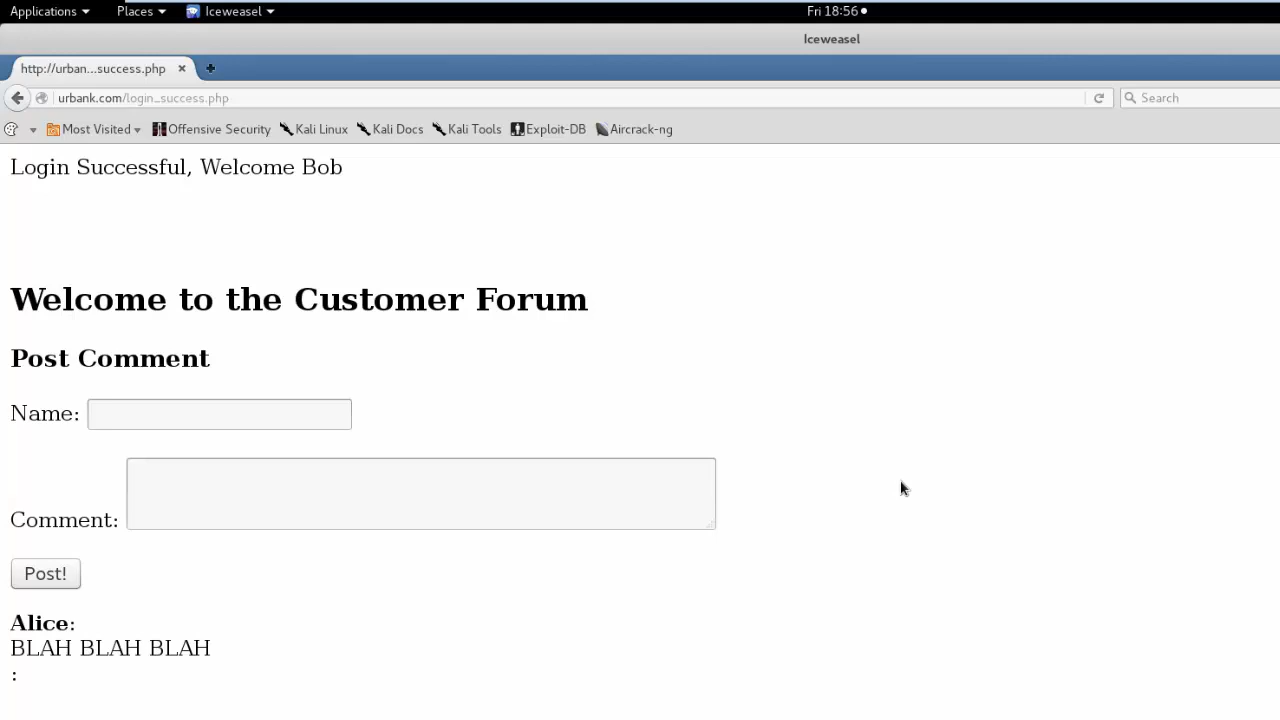 Applications Places Iceweasel Fri 18:56
Iceweasel
http://urban...success.php
urbank.com/login_success.php Search
Most Visited Offensive Security Kali Linux Kali Docs Kali Tools Exploit-DB Aircrack-ng
Login Successful, Welcome Bob
Welcome to the Customer Forum
Post Comment
Name:
Comment:
Post!
Alice:
BLAH BLAH BLAH
: